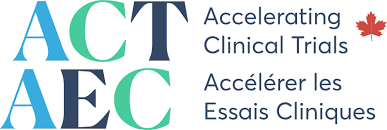 ACT
AEC
Accelerating
Clinical Trials
Accélérer les
Essais Cliniques